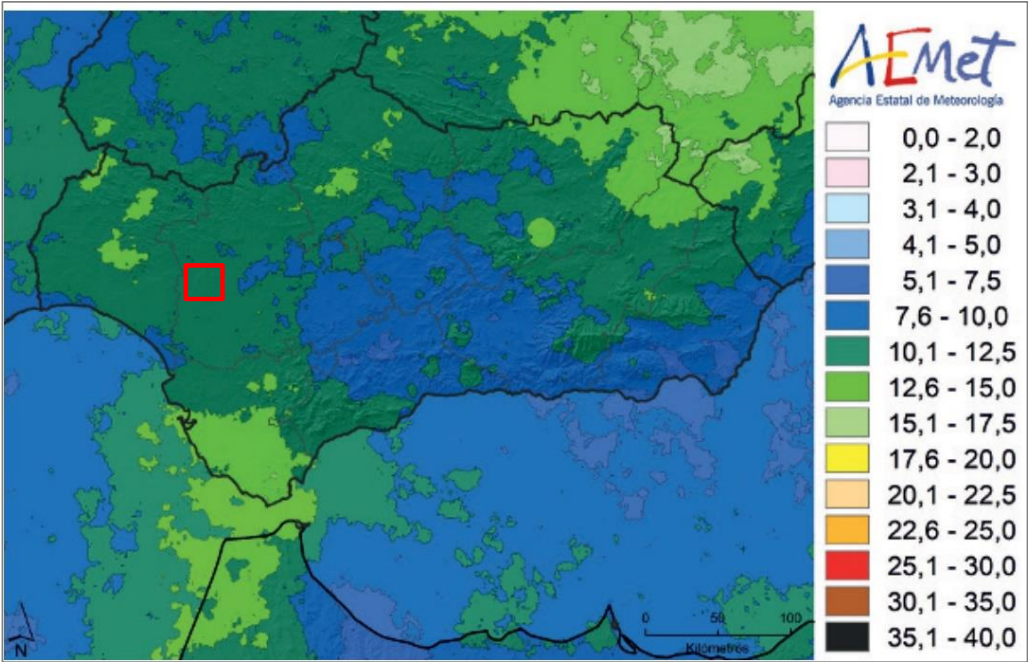 AEMet
Agencia Estatal de Meteorología
0,0 - 2,0
2,1 - 3,0
3,1 - 4,0
4,1 - 5,0
5,1 - 7,5
7,6 - 10,0
10,1 - 12,5
12,6 - 15,0
15,1 - 17,5
17,6 - 20,0
20,1 - 22,5
22,6 - 25,0
25,1 - 30,0
30,1 - 35,0
35,1 - 40,0
0 50 100
Kilómetros
N